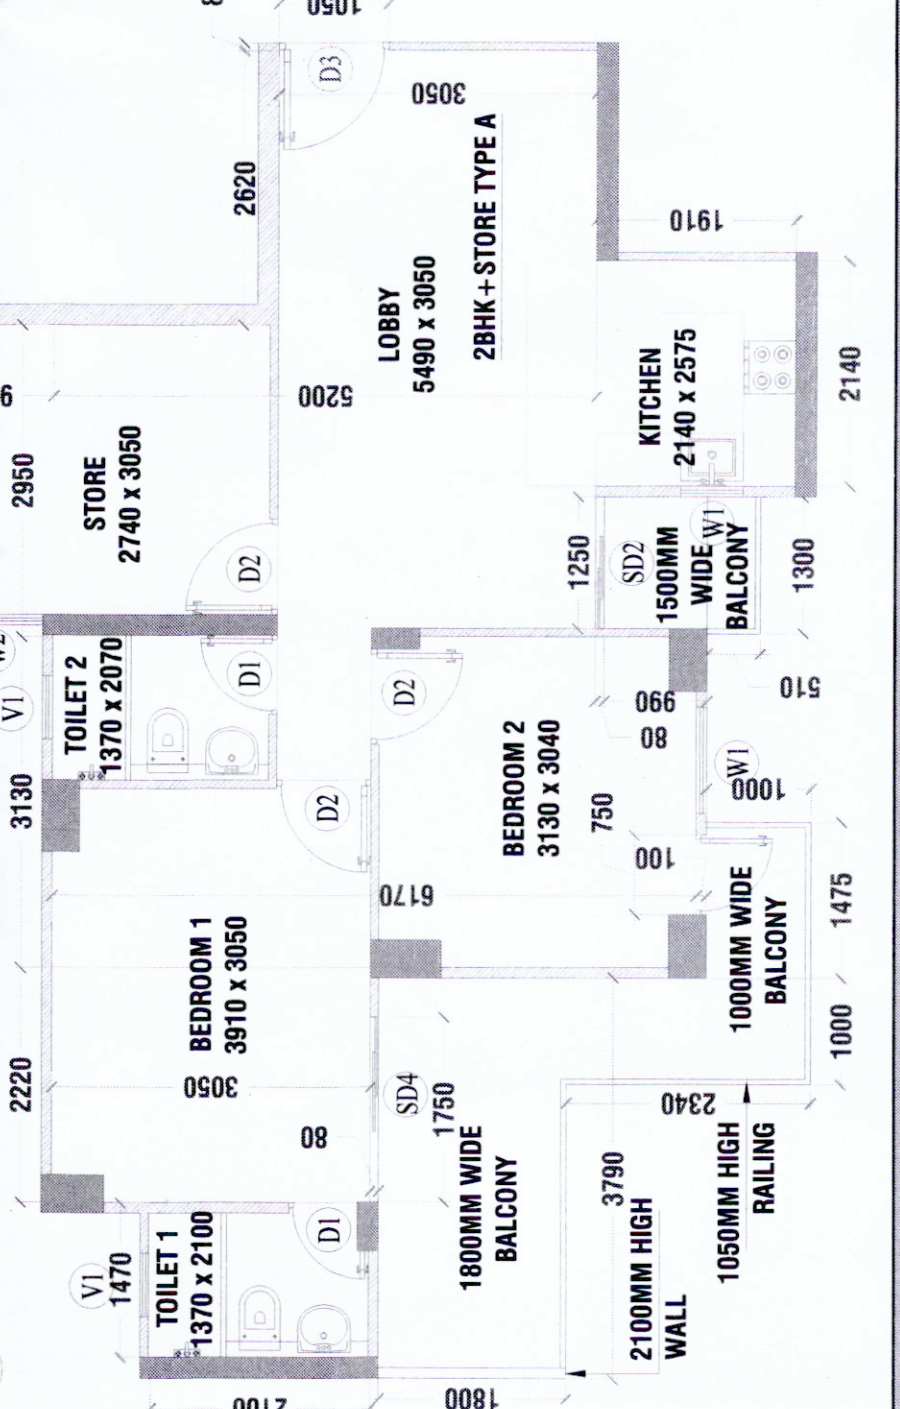 1050
D3
3050
2620
2BHK+STORE TYPE A
1910
LOBBY
5490 x 3050
KITCHEN
2140 x 2575
2140
5200
2950
STORE
2740 x 3050
D2
1250
SD2
1500MM
WIDE
BALCONY
W1
1300
V1
TOILET 2
1370 x 2070
D1
D2
990
80
510
W1
1000
3130
D2
BEDROOM 2
3130 x 3040
750
100
6170
1475
BEDROOM 1
3910 x 3050
1000MM WIDE
BALCONY
1000
2220
3050
SD4
1750
2340
80
1800MM WIDE
BALCONY
3790
1050MM HIGH
RAILING
V1
1470
TOILET 1
1370 x 2100
D1
2100MM HIGH
WALL
2100
1800